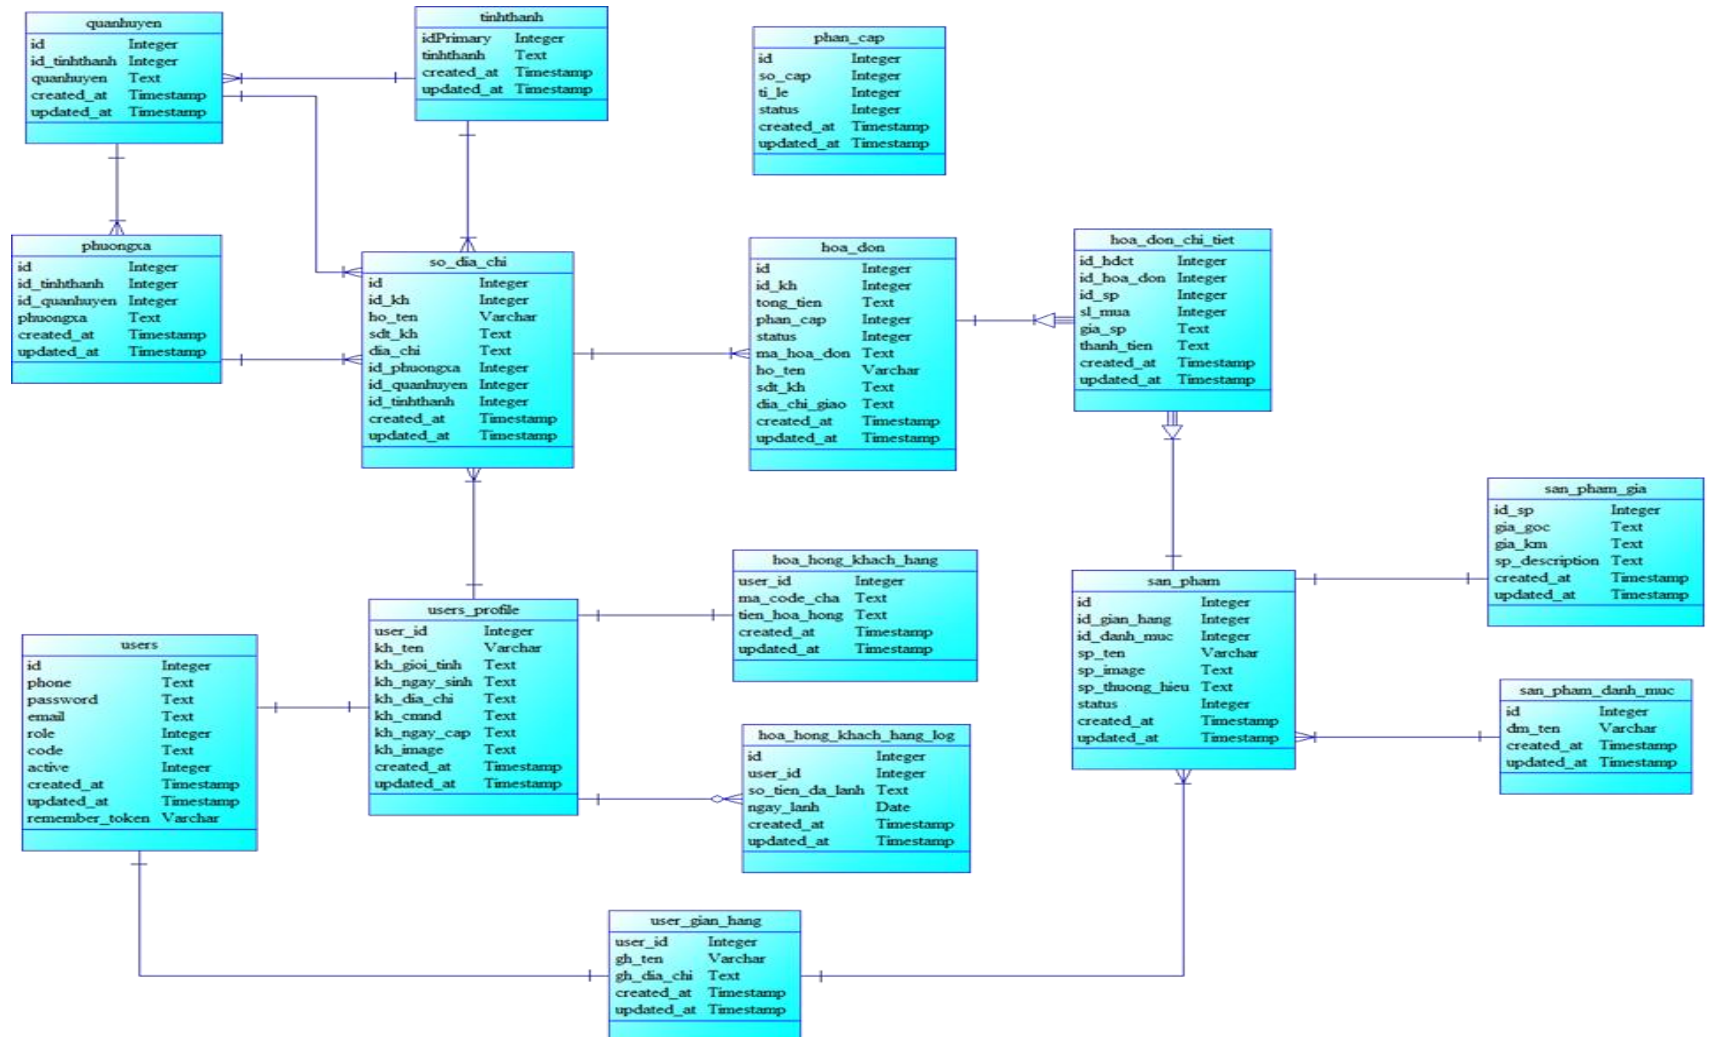 quanhuyen
id Integer
id_tinhthanh Integer
quanhuyen Text
created_at Timestamp
updated_at Timestamp
tinhthanh
idPrimary Integer
tinhthanh Text
created_at Timestamp
updated_at Timestamp
phan_cap
id Integer
so_cap Integer
ti_le Integer
status Integer
created_at Timestamp
updated_at Timestamp
phuongxa
id Integer
id_tinhthanh Integer
id_quanhuyen Integer
phuongxa Text
created_at Timestamp
updated_at Timestamp
so_dia_chi
id Integer
id_kh Integer
ho_ten Varchar
sdt_kh Text
dia_chi Text
id_phuongxa Integer
id_quanhuyen Integer
id_tinhthanh Integer
created_at Timestamp
updated_at Timestamp
hoa_don
id Integer
id_kh Integer
tong_tien Text
phan_cap Integer
status Integer
ma_hoa_don Text
ho_ten Varchar
sdt_kh Text
dia_chi_giao Text
created_at Timestamp
updated_at Timestamp
hoa_don_chi_tiet
id_hdct Integer
id_hoa_don Integer
id_sp Integer
sl_mua Integer
gia_sp Text
thanh_tien Text
created_at Timestamp
updated_at Timestamp
san_pham_gia
id_sp Integer
gia_goc Text
gia_km Text
sp_description Text
created_at Timestamp
updated_at Timestamp
hoa_hong_khach_hang
user_id Integer
ma_code_cha Text
tien_hoa_hong Text
created_at Timestamp
updated_at Timestamp
san_pham
id Integer
id_gian_hang Integer
id_danh_muc Integer
sp_ten Varchar
sp_image Text
sp_thuong_hieu Text
status Integer
created_at Timestamp
updated_at Timestamp
users_profile
user_id Integer
kh_ten Varchar
kh_gioi_tinh Text
kh_ngay_sinh Text
kh_dia_chi Text
kh_cmnd Text
kh_ngay_cap Text
kh_image Text
created_at Timestamp
updated_at Timestamp
users
id Integer
phone Text
password Text
email Text
role Integer
code Text
active Integer
created_at Timestamp
updated_at Timestamp
remember_token Varchar
san_pham_danh_muc
id Integer
dm_ten Varchar
created_at Timestamp
updated_at Timestamp
hoa_hong_khach_hang_log
id Integer
user_id Integer
so_tien_da_lanh Text
ngay_lanh Date
created_at Timestamp
updated_at Timestamp
user_gian_hang
user_id Integer
gh_ten Varchar
gh_dia_chi Text
created_at Timestamp
updated_at Timestamp